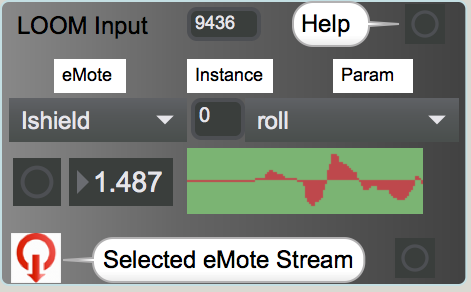 LOOM Input 9436 Help
eMote Instance Param
Ishield 0 roll
1.487
Selected eMote Stream